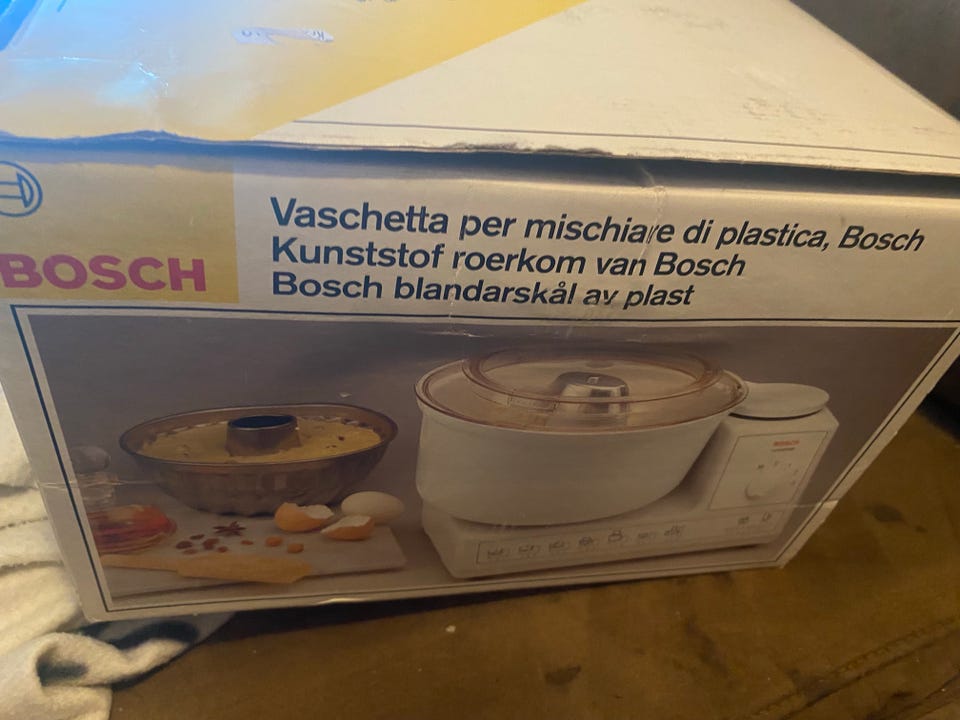 BOSCH
Vaschetta per mischiare di plastica, Bosch
Kunststof roerkom van Bosch
Bosch blandarskål av plast
BOSCH